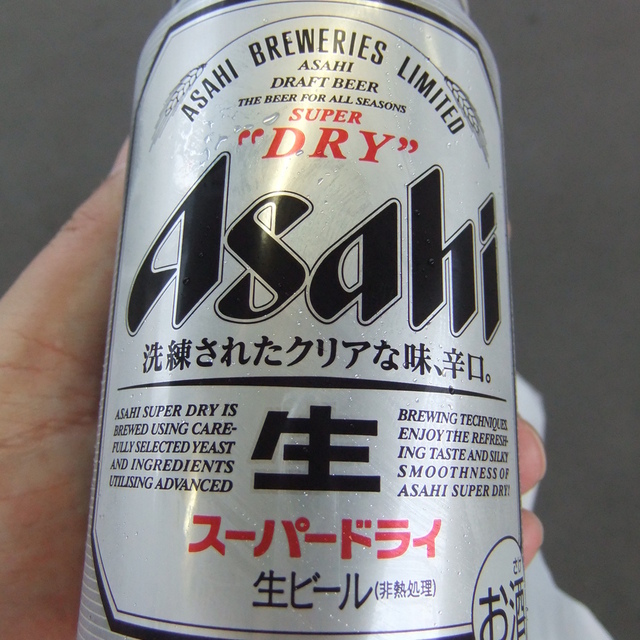 ASAHI BREWERIES LIMITED
ASAHI
DRAFT BEER
THE BEER FOR ALL SEASONS
SUPER
"DRY"
Asahi
洗練されたクリアな味、辛口。
ASAHI SUPER DRY IS
BREWED USING CARE-
FULLY SELECTED YEAST
AND INGREDIENTS
UTILISING ADVANCED
生
BREWING TECHNIQUES.
ENJOY THE REFRESH-
ING TASTE AND SILKY
SMOOTHNESS OF
ASAHI SUPER DRY!
スーパードライ
生ビール(非熱処理)
さけ
お酒